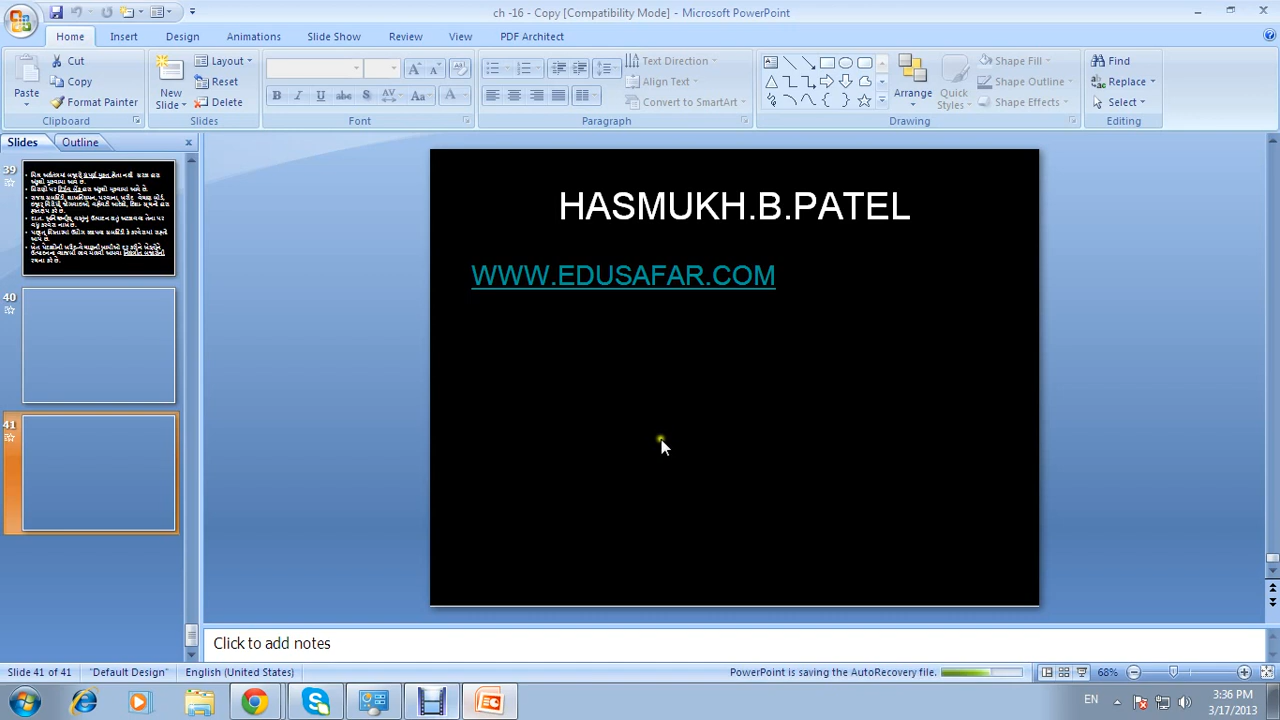 ch -16 - Copy [Compatibility Mode] - Microsoft PowerPoint
Home Insert Design Animations Slide Show Review View PDF Architect
Paste Cut Copy Format Painter
New Slide Layout Reset Delete
Text Direction Align Text Convert to SmartArt
Arrange Quick Styles Shape Fill Shape Outline Shape Effects
Find Replace Select
Clipboard Slides Font Paragraph Drawing Editing
Slides Outline
39
40
41
HASMUKH.B.PATEL
WWW.EDUSAFAR.COM
Click to add notes
Slide 41 of 41 "Default Design" English (United States) PowerPoint is saving the AutoRecovery file. 68%
EN 3:36 PM
3/17/2013